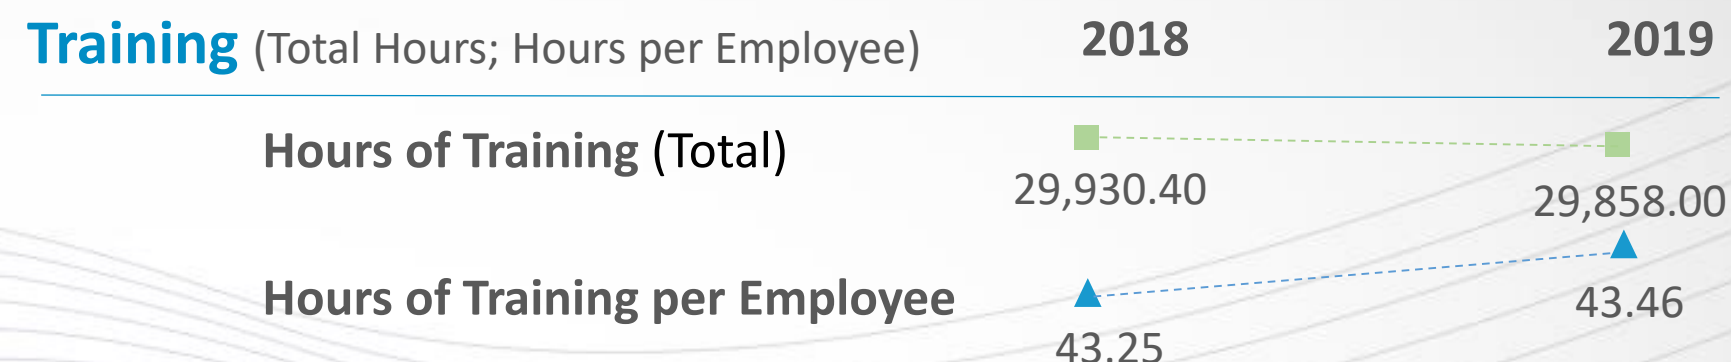 Training (Total Hours; Hours per Employee) 2018 2019
Hours of Training (Total)
29,930.40 29,858.00
Hours of Training per Employee
43.25 43.46